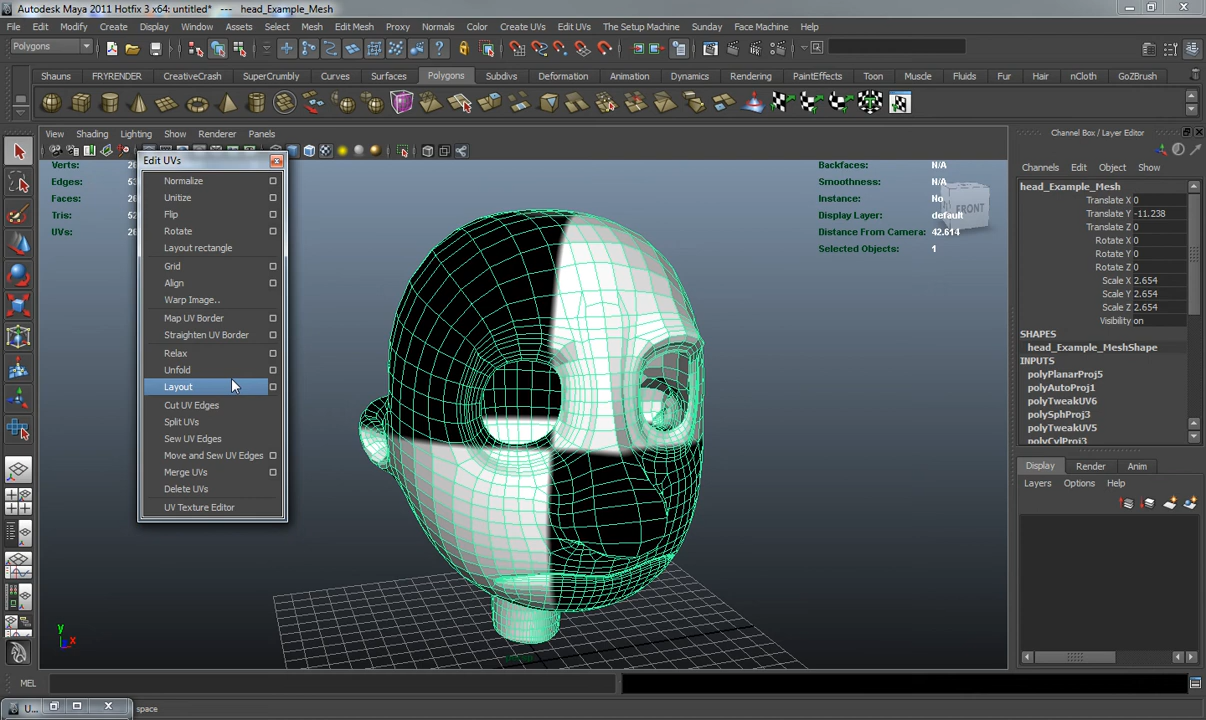 Autodesk Maya 2011 Hotfix 3 x64: untitled*   ---   head_Example_Mesh
File Edit Modify Create Display Window Assets Select Mesh Edit Mesh Proxy Normals Color Create UVs Edit UVs The Setup Machine Sunday Face Machine Help
Polygons
Shauns FRYRENDER CreativeCrash SuperCrumbly Curves Surfaces Polygons Subdivs Deformation Animation Dynamics Rendering PaintEffects Toon Muscle Fluids Fur Hair nCloth GoZBrush
View Shading Lighting Show Renderer Panels
Channel Box / Layer Editor
Channels Edit Object Show
Edit UVs
Normalize
Unitize
Flip
Rotate
Layout rectangle
Grid
Align
Warp Image..
Map UV Border
Straighten UV Border
Relax
Unfold
Layout
Cut UV Edges
Split UVs
Sew UV Edges
Move and Sew UV Edges
Merge UVs
Delete UVs
UV Texture Editor
Verts:
Edges:
Faces:
Tris:
UVs:
Backfaces: N/A
Smoothness: N/A
Instance: No
Display Layer: default
Distance From Camera: 42.614
Selected Objects: 1
FRONT
head_Example_Mesh
Translate X 0
Translate Y -11.238
Translate Z 0
Rotate X 0
Rotate Y 0
Rotate Z 0
Scale X 2.654
Scale Y 2.654
Scale Z 2.654
Visibility on
SHAPES
head_Example_MeshShape
INPUTS
polyPlanarProj5
polyAutoProj1
polyTweakUV6
polySphProj3
polyTweakUV5
polyCylProj3
Display Render Anim
Layers Options Help
y
x
MEL
U...
space